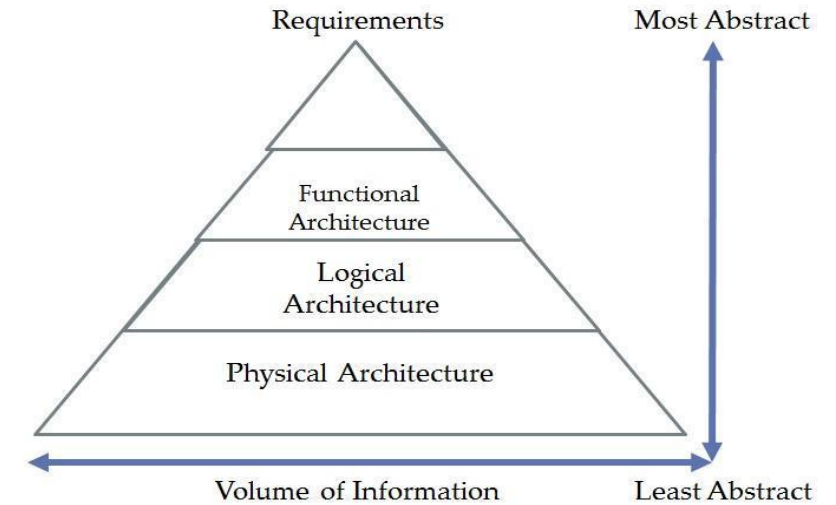 Requirements
Most Abstract
Functional
Architecture
Logical
Architecture
Physical Architecture
Volume of Information
Least Abstract